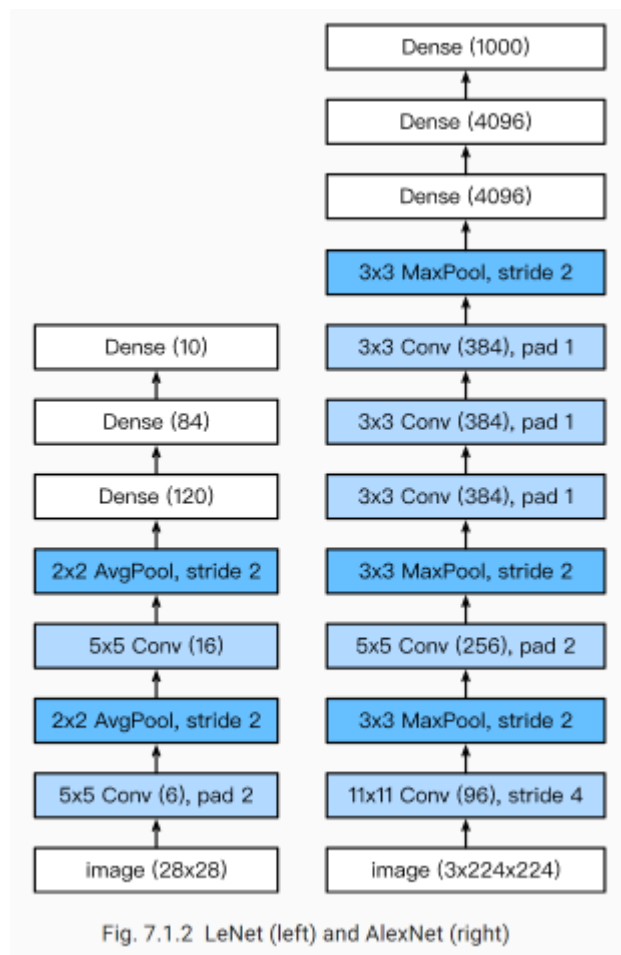 Dense (1000)
Dense (4096)
Dense (4096)
3x3 MaxPool, stride 2
Dense (10)
3x3 Conv (384), pad 1
Dense (84)
3x3 Conv (384), pad 1
Dense (120)
3x3 Conv (384), pad 1
2x2 AvgPool, stride 2
3x3 MaxPool, stride 2
5x5 Conv (16)
5x5 Conv (256), pad 2
2x2 AvgPool, stride 2
3x3 MaxPool, stride 2
5x5 Conv (6), pad 2
11x11 Conv (96), stride 4
image (28x28)
image (3x224x224)
Fig. 7.1.2 LeNet (left) and AlexNet (right)